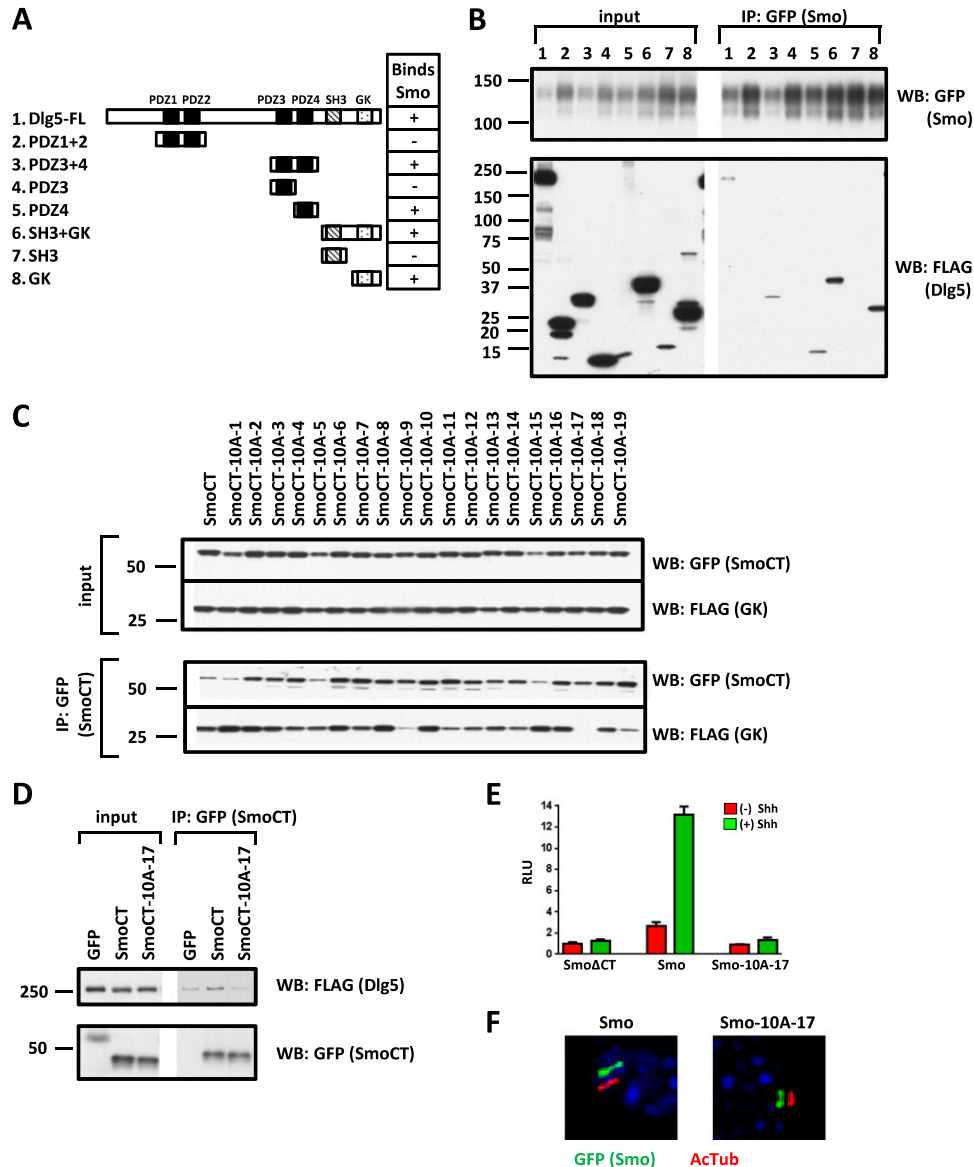 A
Binds
Smo
PDZ1 PDZ2 PDZ3 PDZ4 SH3 GK
1. Dlg5-FL +
2. PDZ1+2 -
3. PDZ3+4 +
4. PDZ3 -
5. PDZ4 +
6. SH3+GK +
7. SH3 -
8. GK +
B
input IP: GFP (Smo)
1 2 3 4 5 6 7 8 1 2 3 4 5 6 7 8
150
100
WB: GFP
(Smo)
250
150
100
75
50
37
25
20
15
WB: FLAG
(Dlg5)
C
SmoCT
SmoCT-10A-1
SmoCT-10A-2
SmoCT-10A-3
SmoCT-10A-4
SmoCT-10A-5
SmoCT-10A-6
SmoCT-10A-7
SmoCT-10A-8
SmoCT-10A-9
SmoCT-10A-10
SmoCT-10A-11
SmoCT-10A-12
SmoCT-10A-13
SmoCT-10A-14
SmoCT-10A-15
SmoCT-10A-16
SmoCT-10A-17
SmoCT-10A-18
SmoCT-10A-19
input
50
WB: GFP (SmoCT)
25
WB: FLAG (GK)
IP: GFP
(SmoCT)
50
WB: GFP (SmoCT)
25
WB: FLAG (GK)
D
input IP: GFP (SmoCT)
GFP
SmoCT
SmoCT-10A-17
GFP
SmoCT
SmoCT-10A-17
250
WB: FLAG (Dlg5)
50
WB: GFP (SmoCT)
E
14
12
10
8
6
4
2
0
RLU
(-) Shh
(+) Shh
SmoΔCT Smo Smo-10A-17
F
Smo Smo-10A-17
GFP (Smo) AcTub